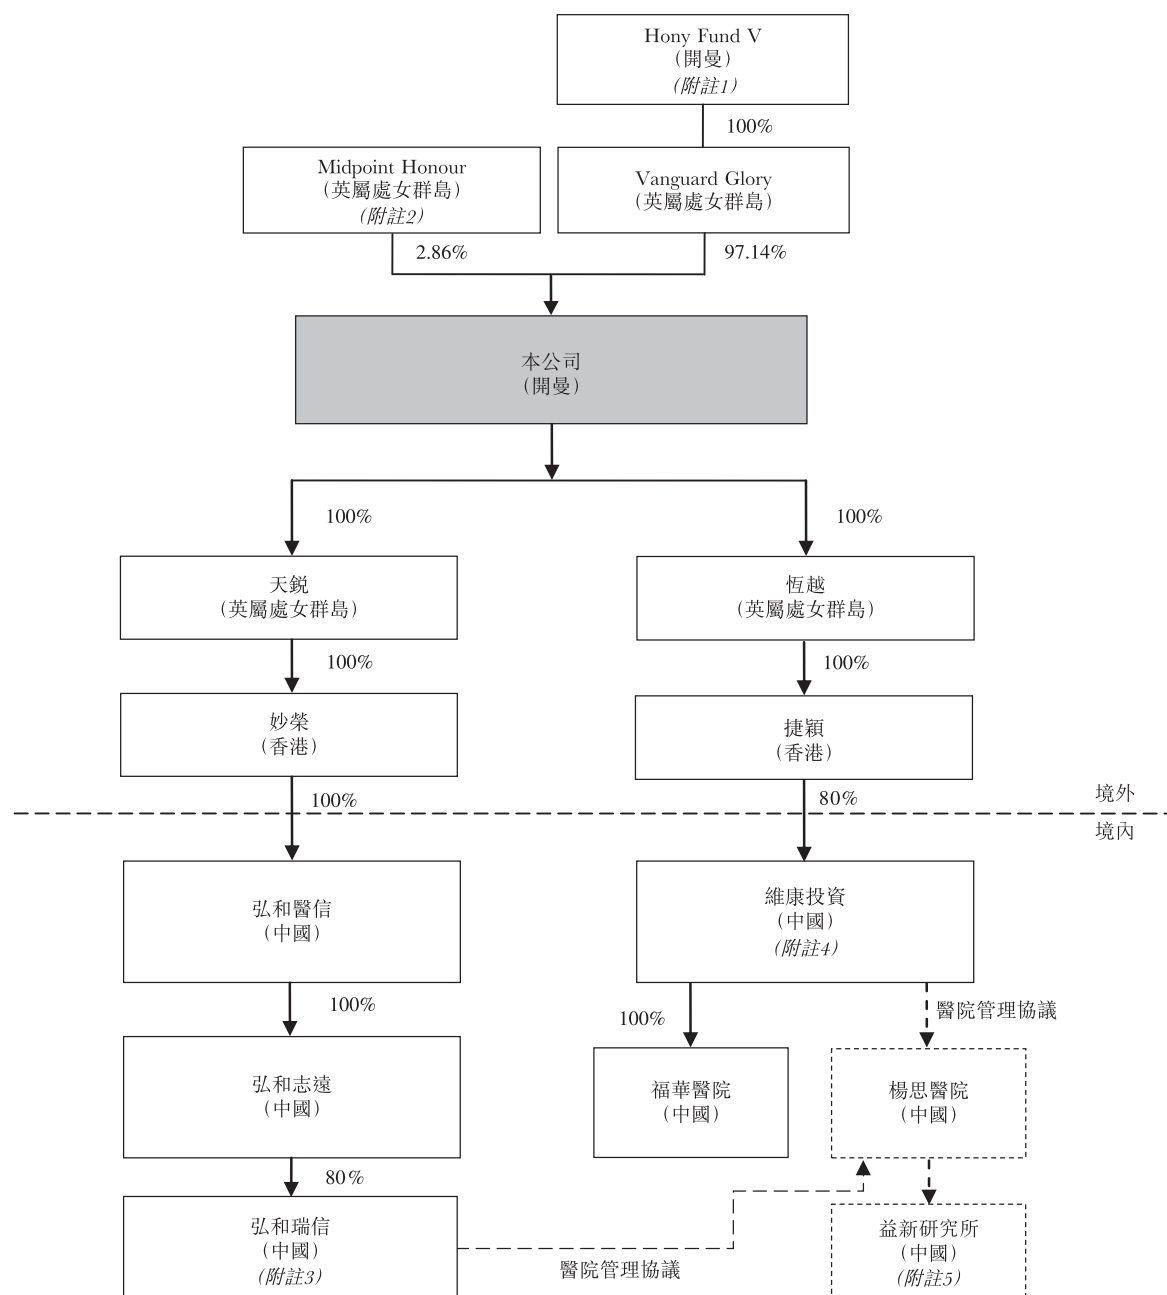 Hony Fund V
（開曼）
（附註1）
100%
Midpoint Honour
（英屬處女群島）
（附註2）
Vanguard Glory
（英屬處女群島）
2.86%
97.14%
本公司
（開曼）
100%
100%
天鋭
（英屬處女群島）
恆越
（英屬處女群島）
100%
100%
妙榮
（香港）
捷穎
（香港）
100%
80%
境外
境內
弘和醫信
（中國）
維康投資
（中國）
（附註4）
100%
100%
醫院管理協議
弘和志遠
（中國）
福華醫院
（中國）
楊思醫院
（中國）
80%
弘和瑞信
（中國）
（附註3）
醫院管理協議
益新研究所
（中國）
（附註5）